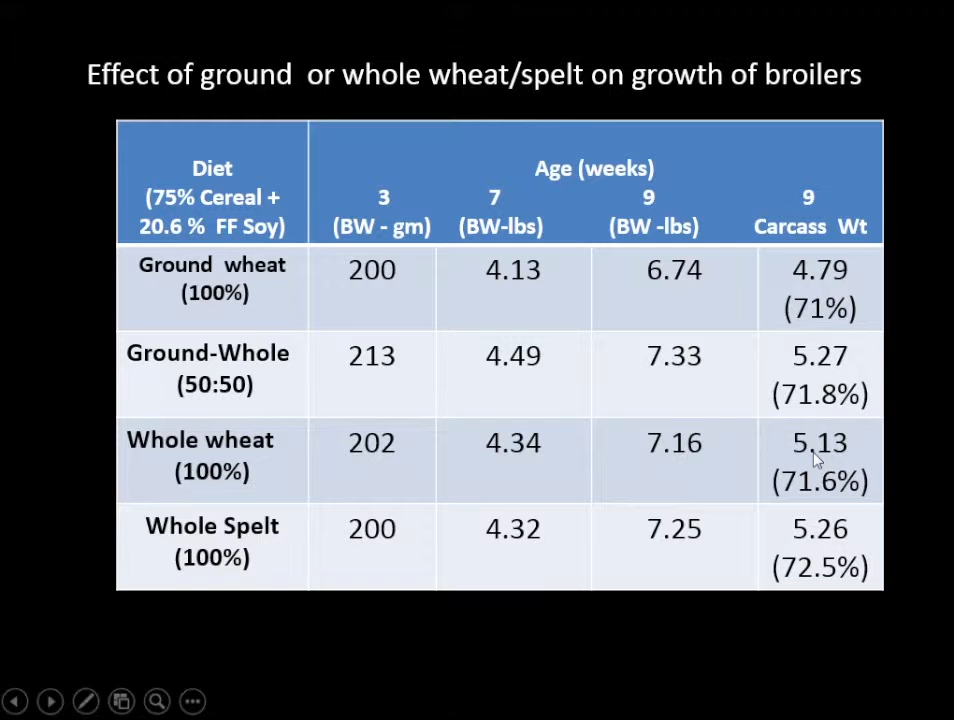 Effect of ground or whole wheat/spelt on growth of broilers
Diet
(75% Cereal +
20.6 % FF Soy)
Age (weeks)
3 7 9 9
(BW - gm) (BW-lbs) (BW -lbs) Carcass Wt
Ground wheat
(100%)
200 4.13 6.74 4.79
(71%)
Ground-Whole
(50:50)
213 4.49 7.33 5.27
(71.8%)
Whole wheat
(100%)
202 4.34 7.16 5.13
(71.6%)
Whole Spelt
(100%)
200 4.32 7.25 5.26
(72.5%)